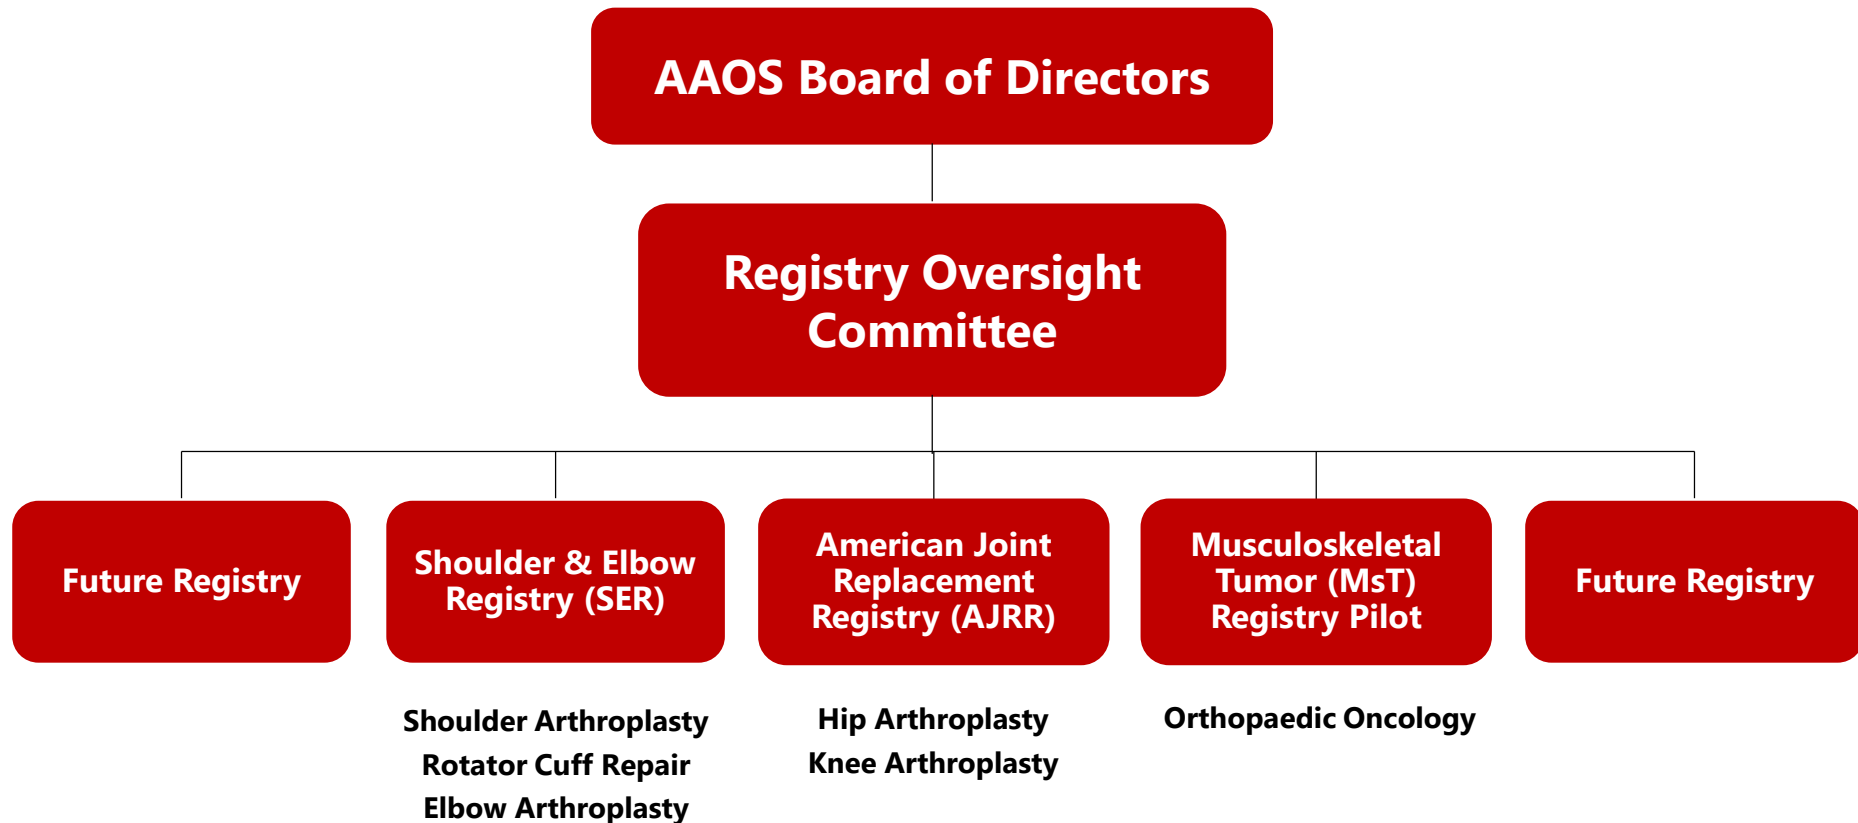 AAOS Board of Directors
Registry Oversight
Committee
Future Registry
Shoulder & Elbow
Registry (SER)
American Joint
Replacement
Registry (AJRR)
Musculoskeletal
Tumor (MsT)
Registry Pilot
Future Registry
Shoulder Arthroplasty
Rotator Cuff Repair
Elbow Arthroplasty
Hip Arthroplasty
Knee Arthroplasty
Orthopaedic Oncology